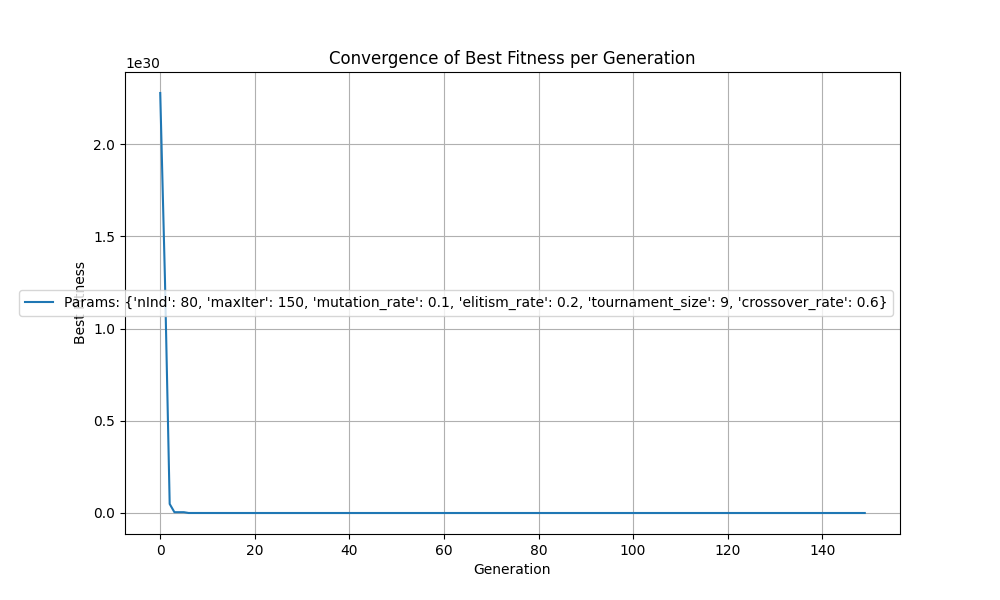 Convergence of Best Fitness per Generation
1e30
2.0
1.5
Params: {'nInd': 80, 'maxIter': 150, 'mutation_rate': 0.1, 'elitism_rate': 0.2, 'tournament_size': 9, 'crossover_rate': 0.6}
1.0
0.5
0.0
Best
0 20 40 60 80 100 120 140
Generation